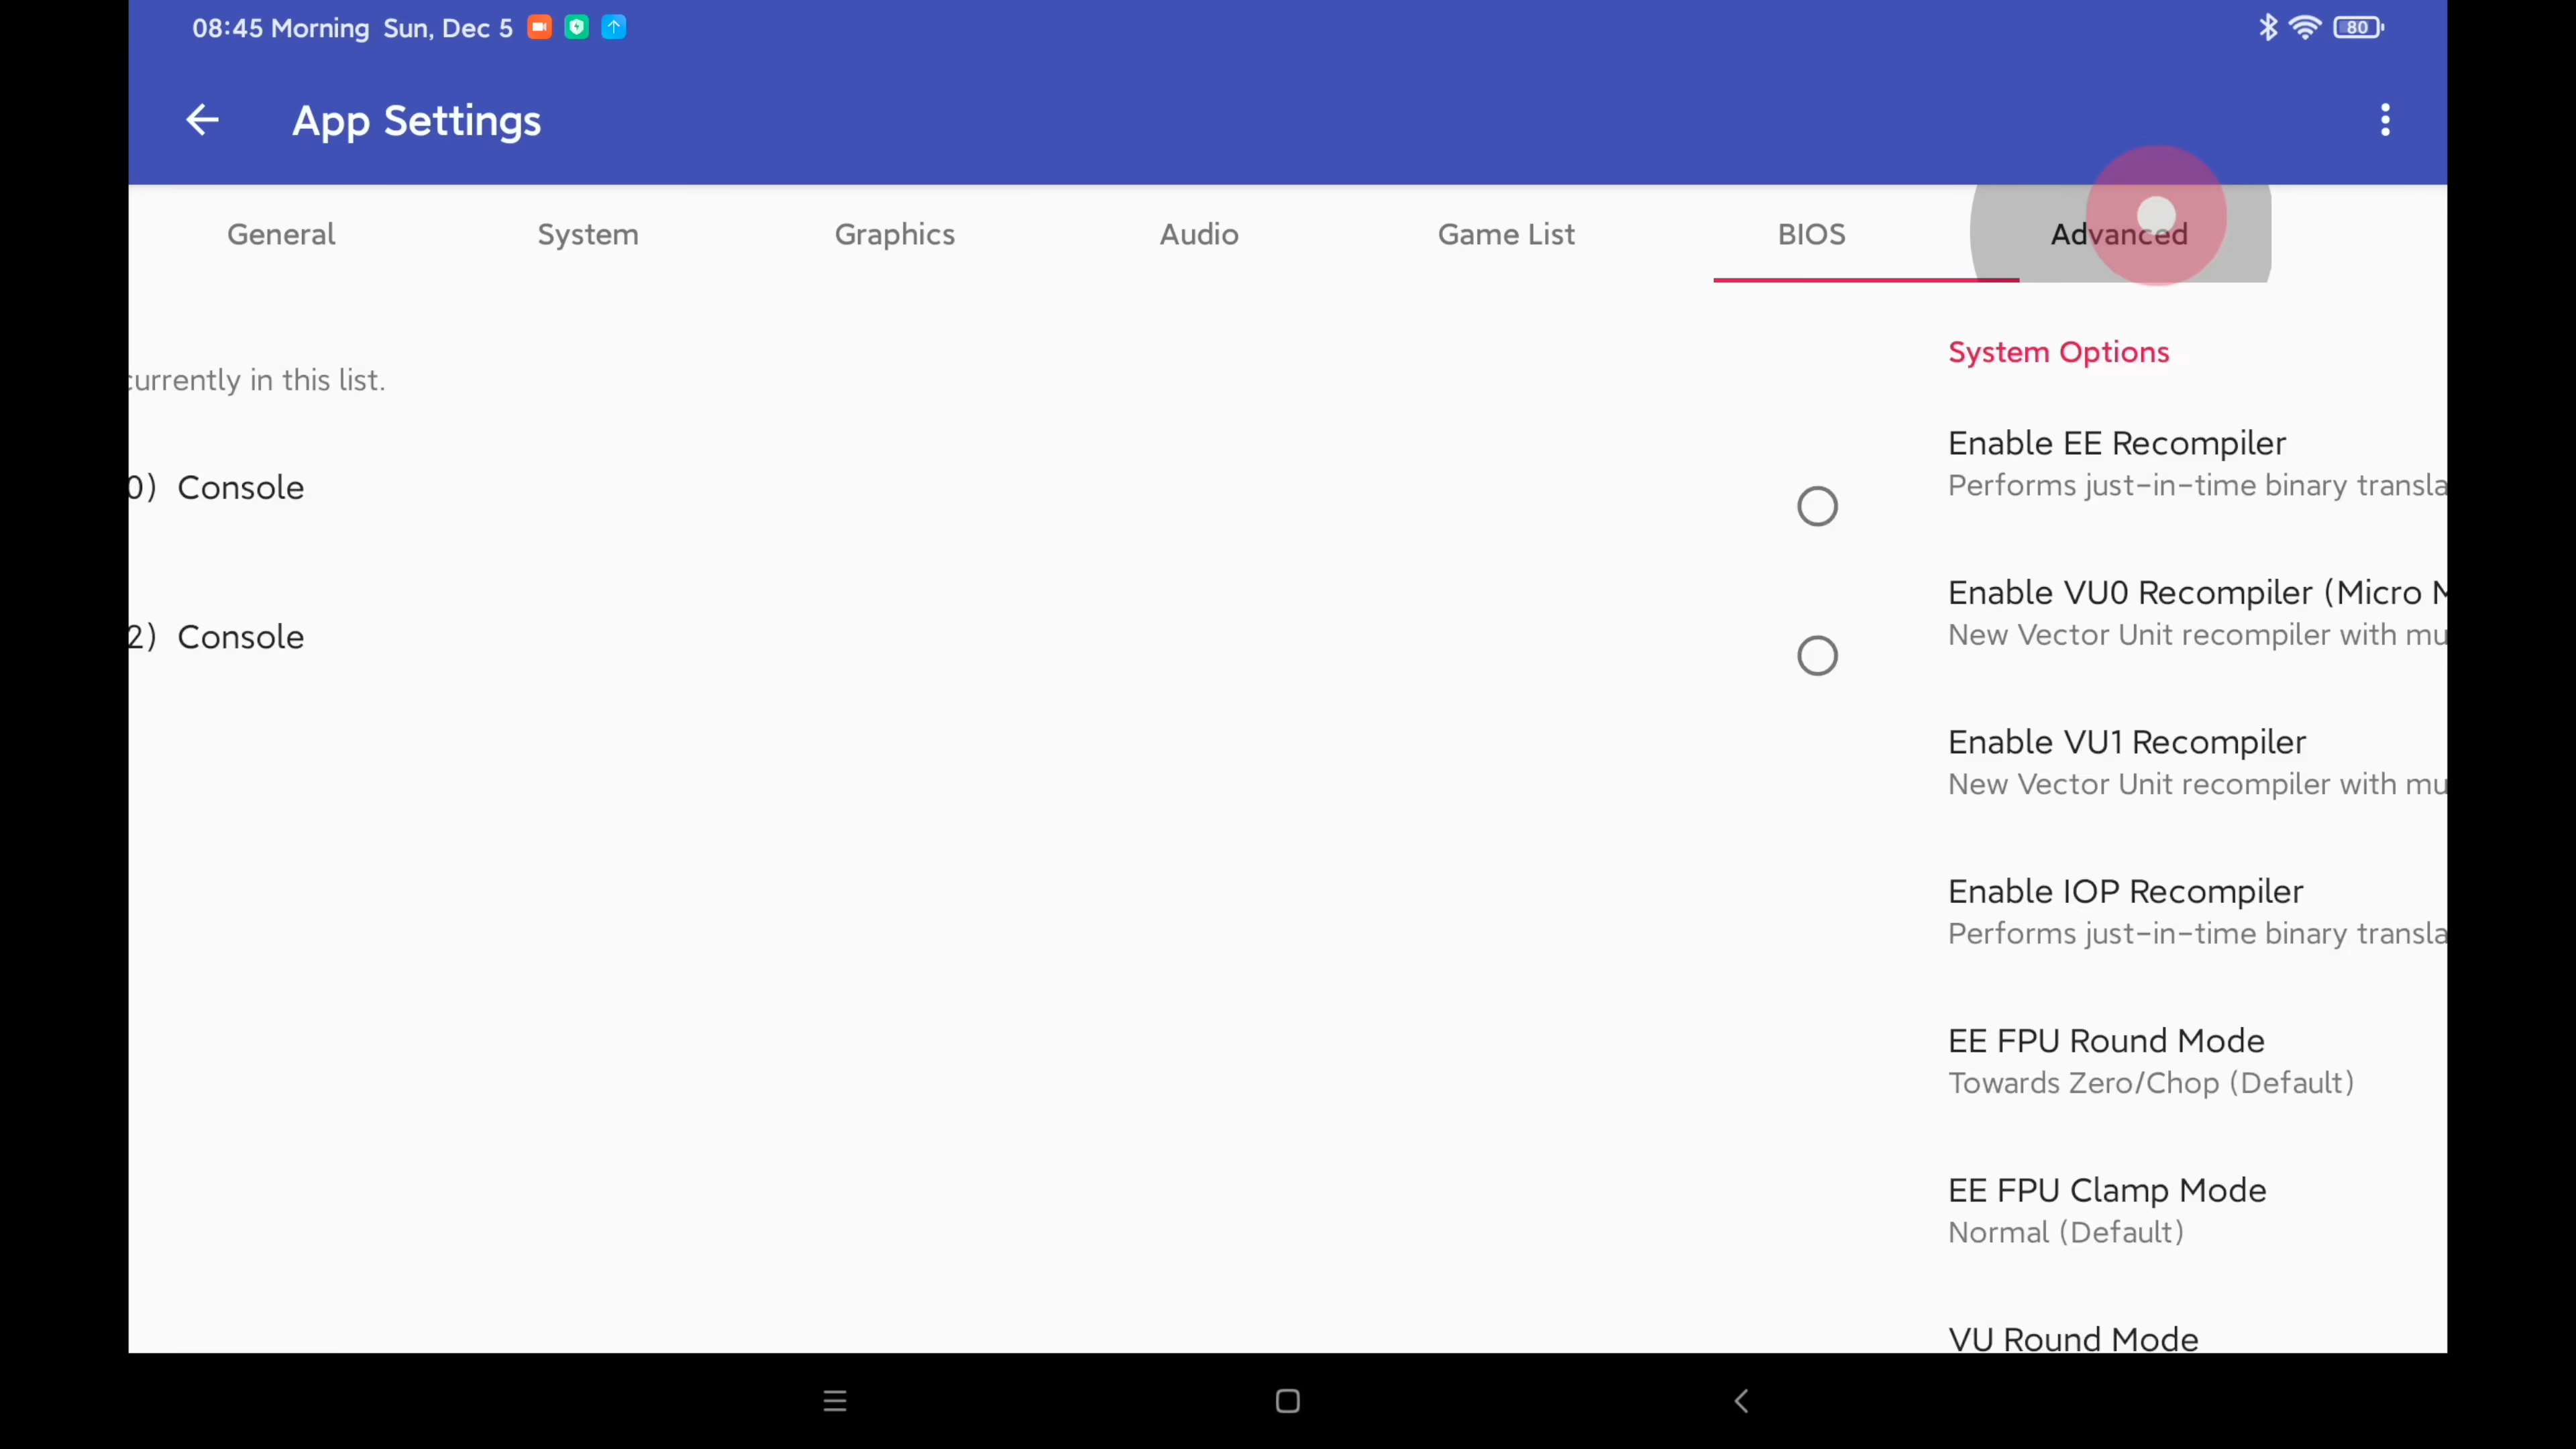 08:45 Morning Sun, Dec 5
80
App Settings
General System Graphics Audio Game List BIOS Advanced
currently in this list.
0) Console
2) Console
System Options
Enable EE Recompiler
Performs just-in-time binary transla
Enable VU0 Recompiler (Micro M
New Vector Unit recompiler with mu
Enable VU1 Recompiler
New Vector Unit recompiler with mu
Enable IOP Recompiler
Performs just-in-time binary transla
EE FPU Round Mode
Towards Zero/Chop (Default)
EE FPU Clamp Mode
Normal (Default)
VU Round Mode